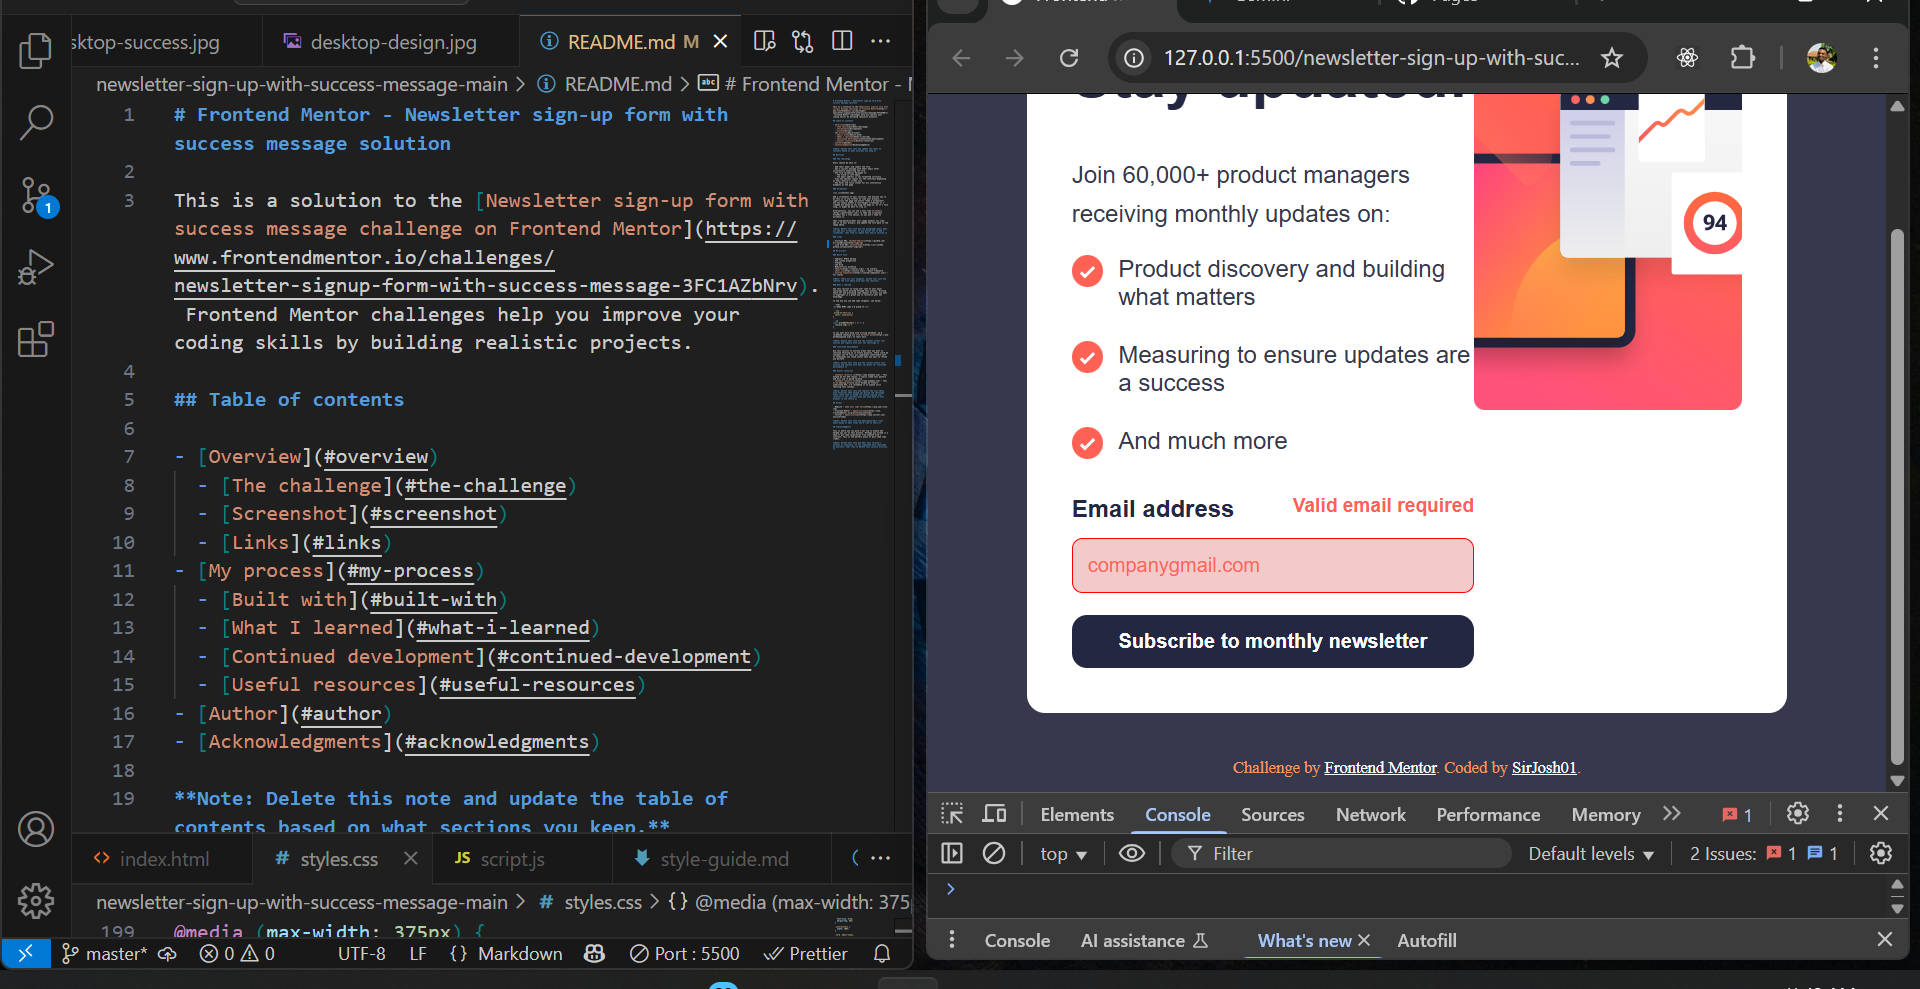 sktop-success.jpg
desktop-design.jpg
README.md M
newsletter-sign-up-with-success-message-main > README.md > # Frontend Mentor -
1 # Frontend Mentor - Newsletter sign-up form with
success message solution
2
3 This is a solution to the [Newsletter sign-up form with
success message challenge on Frontend Mentor](https://
www.frontendmentor.io/challenges/
newsletter-signup-form-with-success-message-3FC1AZbNrv).
Frontend Mentor challenges help you improve your
coding skills by building realistic projects.
4
5 ## Table of contents
6
7 - [Overview](#overview)
8 - [The challenge](#the-challenge)
9 - [Screenshot](#screenshot)
10 - [Links](#links)
11 - [My process](#my-process)
12 - [Built with](#built-with)
13 - [What I learned](#what-i-learned)
14 - [Continued development](#continued-development)
15 - [Useful resources](#useful-resources)
16 - [Author](#author)
17 - [Acknowledgments](#acknowledgments)
18
19 **Note: Delete this note and update the table of
contents based on what sections you keep.**
1
index.html
# styles.css
JS script.js
style-guide.md
newsletter-sign-up-with-success-message-main > # styles.css > {} @media (max-width: 375p
199 @media (max-width: 375px) {
master*
0 0
UTF-8
LF
{} Markdown
Port : 5500
Prettier
127.0.0.1:5500/newsletter-sign-up-with-suc...
Stay updated!
Join 60,000+ product managers
receiving monthly updates on:
Product discovery and building
what matters
Measuring to ensure updates are
a success
And much more
94
Email address
Valid email required
companygmail.com
Subscribe to monthly newsletter
Challenge by Frontend Mentor. Coded by SirJosh01.
Elements
Console
Sources
Network
Performance
Memory
1
top
Filter
Default levels
2 Issues: 1 1
Console
AI assistance
What's new
Autofill